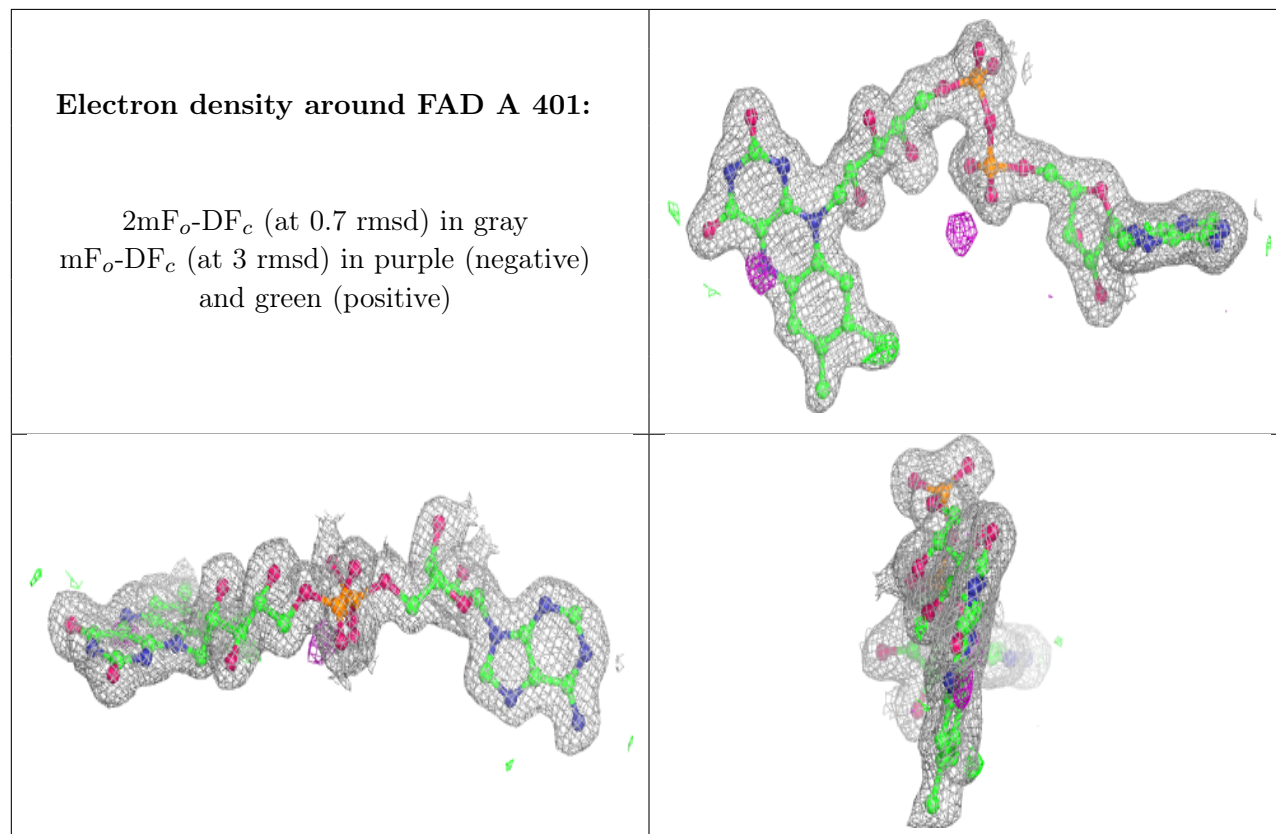 Electron density around FAD A 401:
2mFo-DFc (at 0.7 rmsd) in gray
mFo-DFc (at 3 rmsd) in purple (negative)
and green (positive)